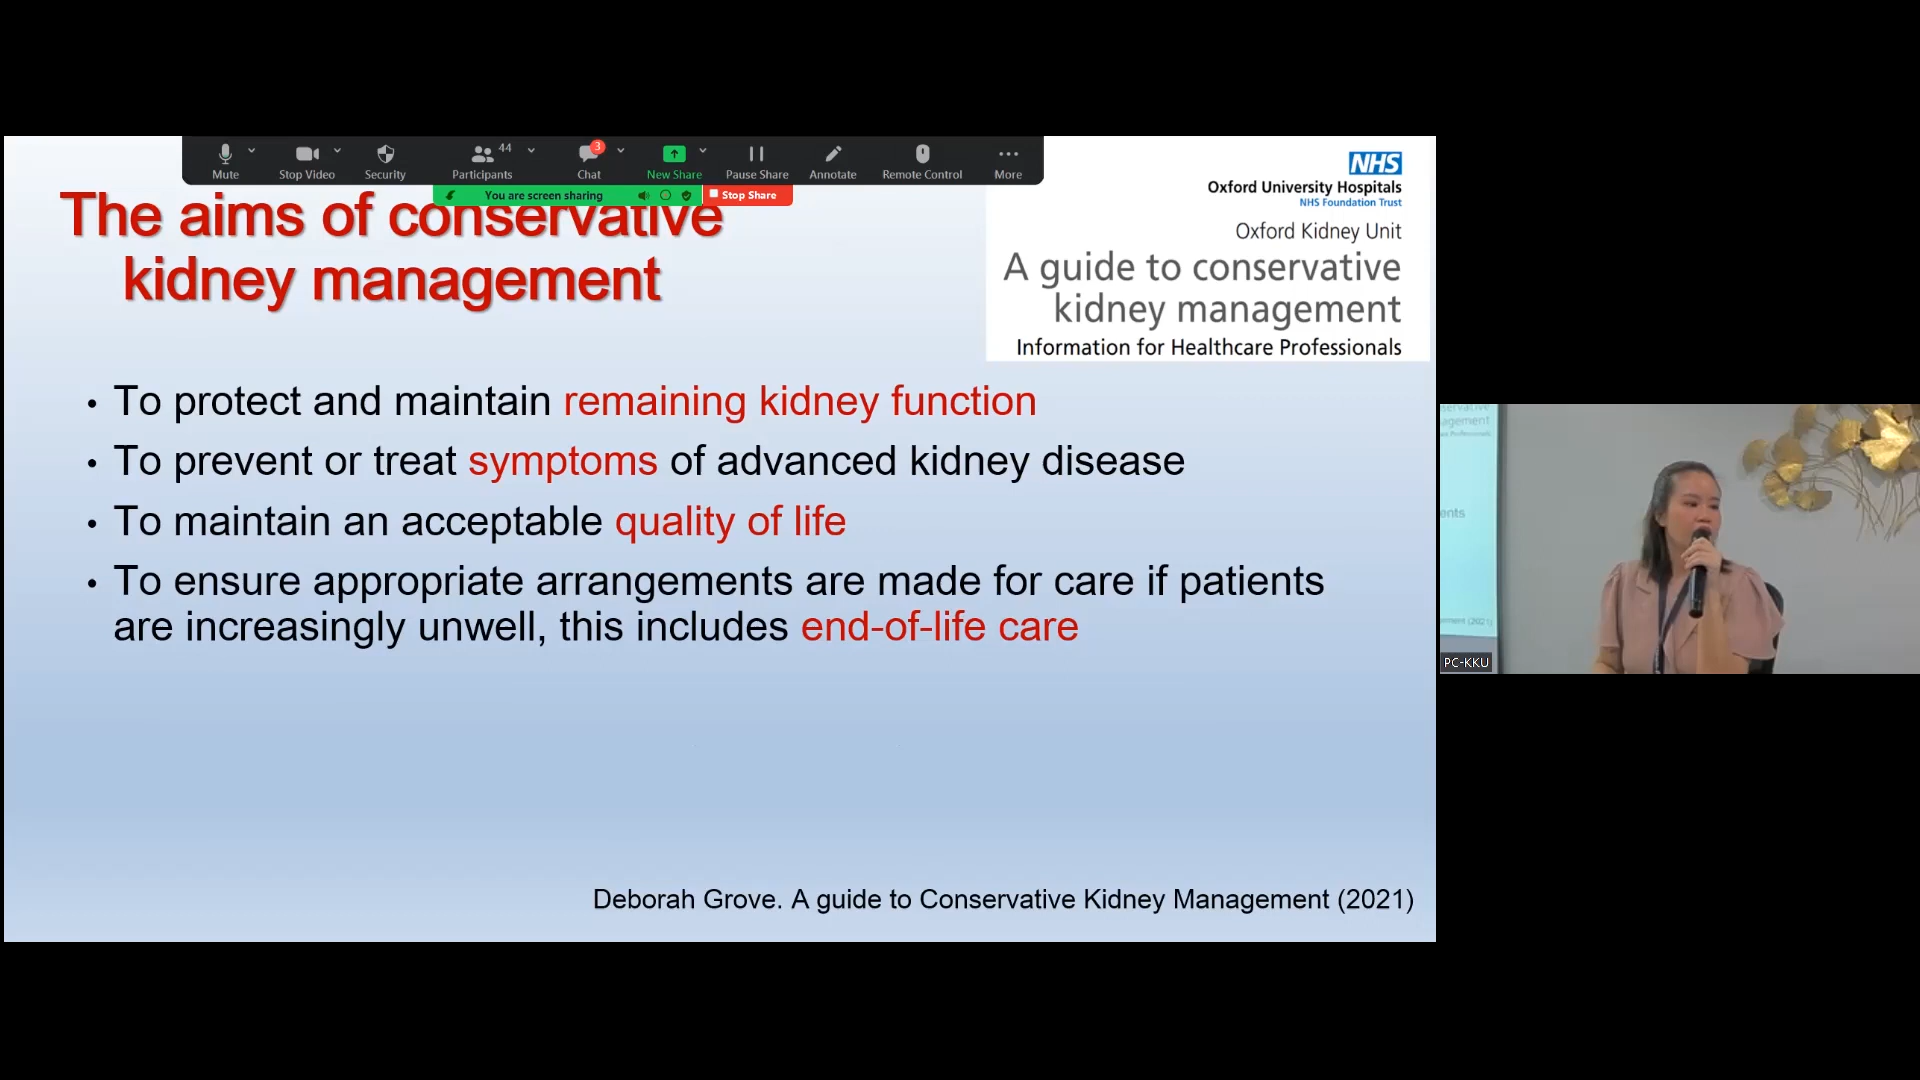 44
3
Mute
Stop Video
Security
Participants
Chat
New Share
Pause Share
Annotate
Remote Control
More
You are screen sharing
Stop Share
The aims of conservative
kidney management
NHS
Oxford University Hospitals
NHS Foundation Trust
Oxford Kidney Unit
A guide to conservative
kidney management
Information for Healthcare Professionals
• To protect and maintain remaining kidney function
• To prevent or treat symptoms of advanced kidney disease
• To maintain an acceptable quality of life
• To ensure appropriate arrangements are made for care if patients
are increasingly unwell, this includes end-of-life care
Deborah Grove. A guide to Conservative Kidney Management (2021)
PC-KKU